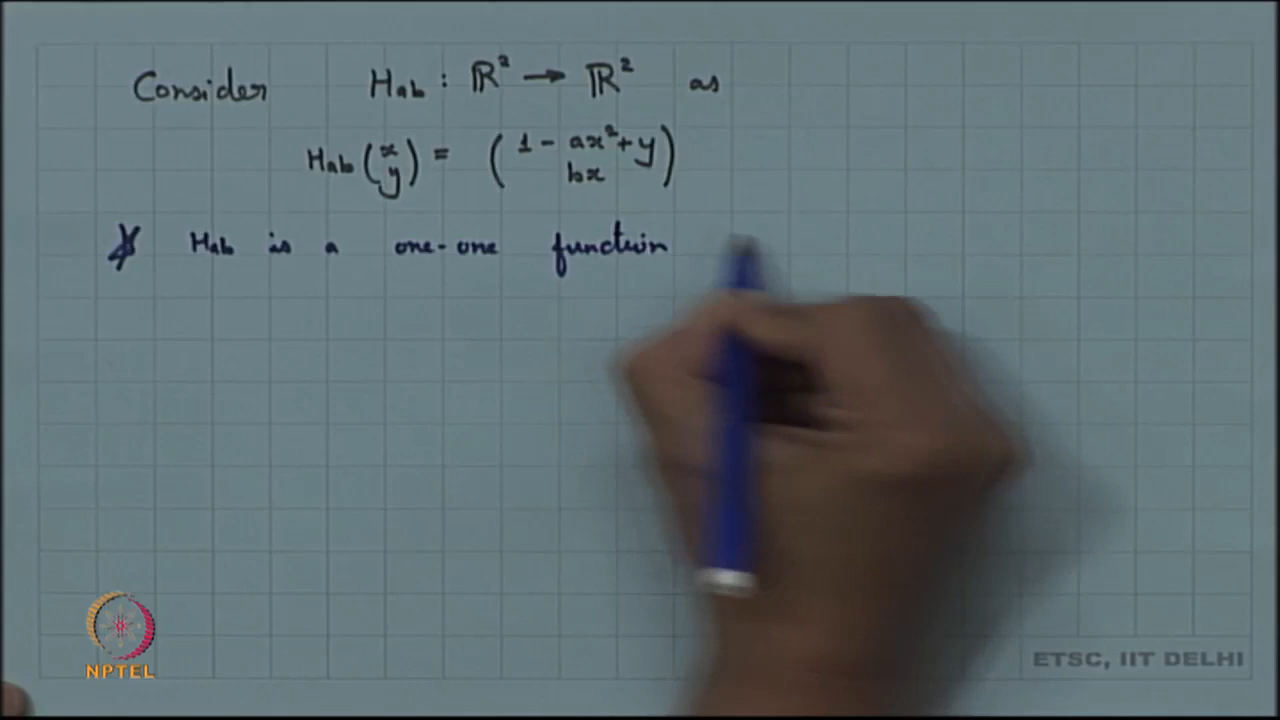 Consider H_ab : ℝ² → ℝ² as
H_ab (x y) = (1 - ax² + y
bx)
* H_ab is a one-one function
NPTEL
ETSC, IIT DELHI